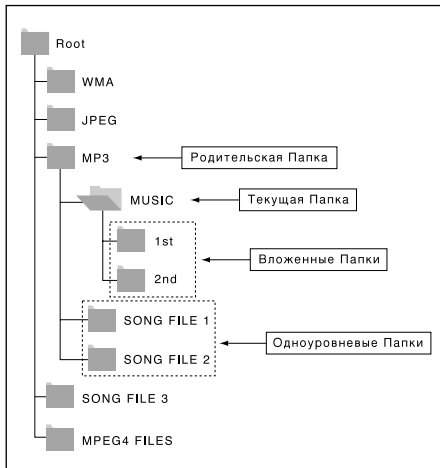 Root
WMA
JPEG
MP3
Родительская Папка
MUSIC
Текущая Папка
1st
Вложенные Папки
2nd
SONG FILE 1
Одноуровневые Папки
SONG FILE 2
SONG FILE 3
MPEG4 FILES